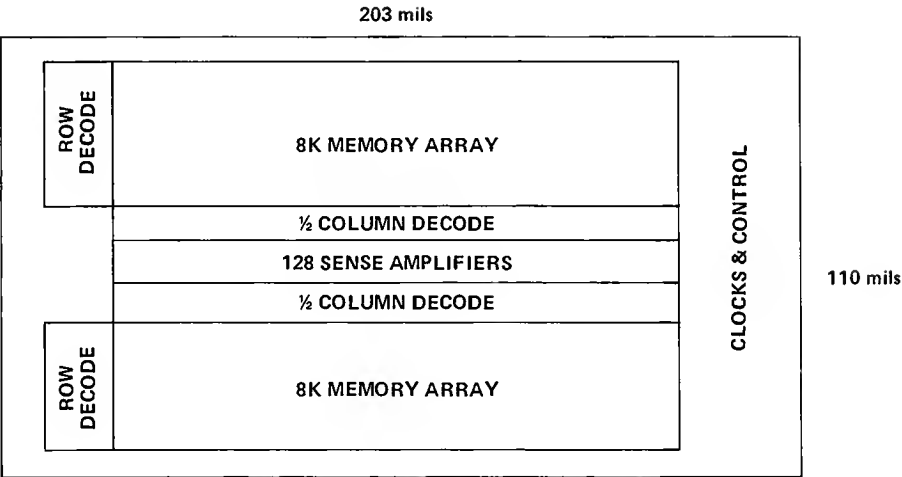 203 mils
ROW
DECODE
8K MEMORY ARRAY
½ COLUMN DECODE
128 SENSE AMPLIFIERS
½ COLUMN DECODE
CLOCKS & CONTROL
110 mils
ROW
DECODE
8K MEMORY ARRAY